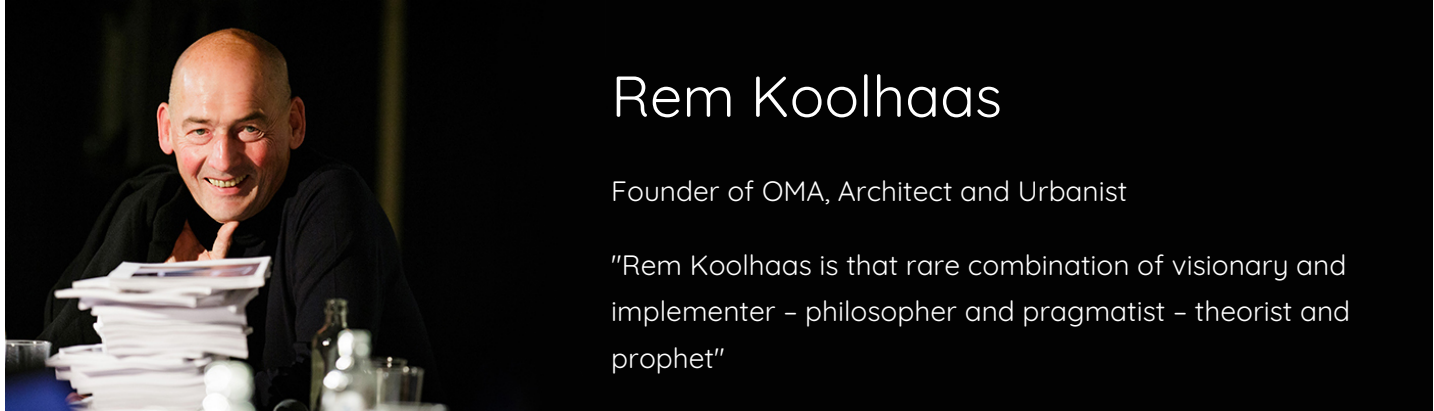 Rem Koolhaas
Founder of OMA, Architect and Urbanist
"Rem Koolhaas is that rare combination of visionary and
implementer – philosopher and pragmatist – theorist and
prophet"